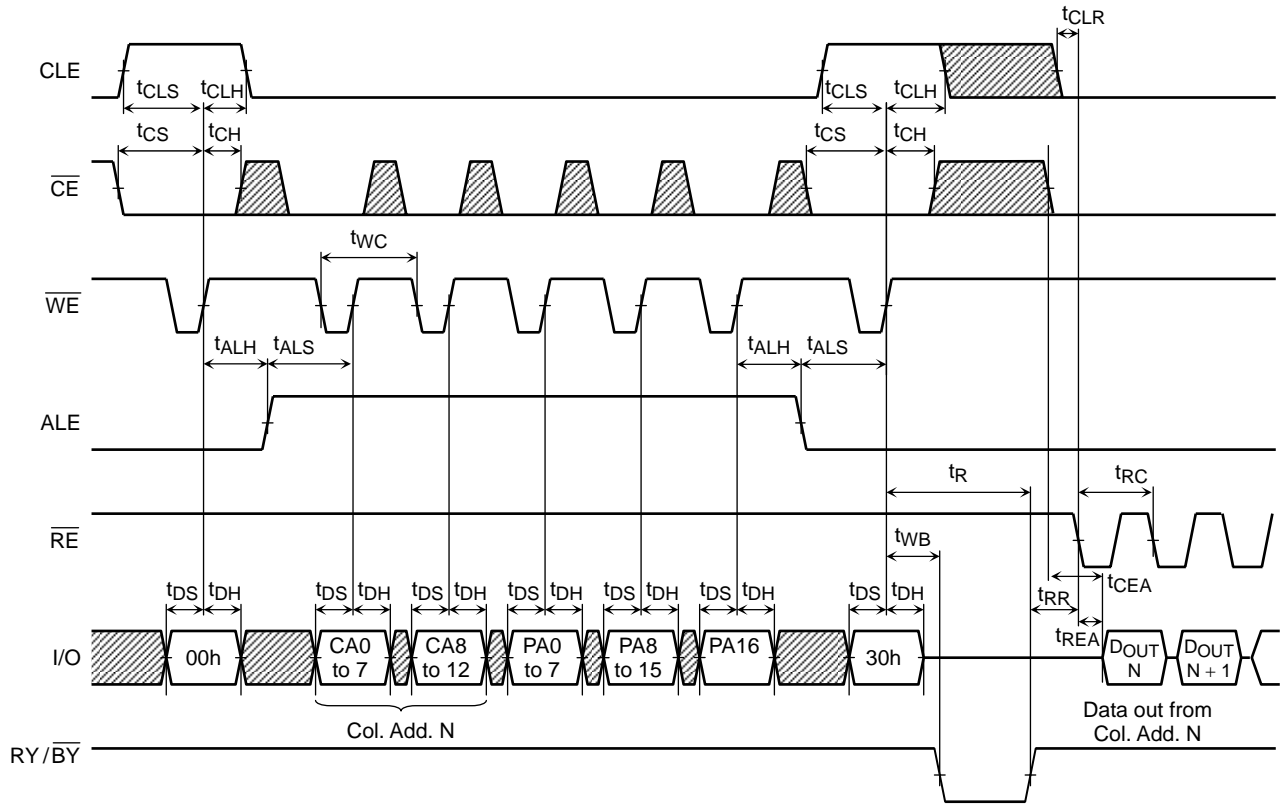 tCLR
CLE
tCLS tCLH tCLS tCLH
tCS tCH tCS tCH
CE
tWC
WE
tALH tALS tALH tALS
ALE
tR tRC
RE
tWB
tDS tDH tDS tDH tDS tDH tDS tDH tDS tDH tDS tDH tDS tDH tCEA
tRR
tREA
I/O 00h CA0 to 7 CA8 to 12 PA0 to 7 PA8 to 15 PA16 30h DOUT N DOUT N + 1
Col. Add. N
Data out from
Col. Add. N
RY/BY